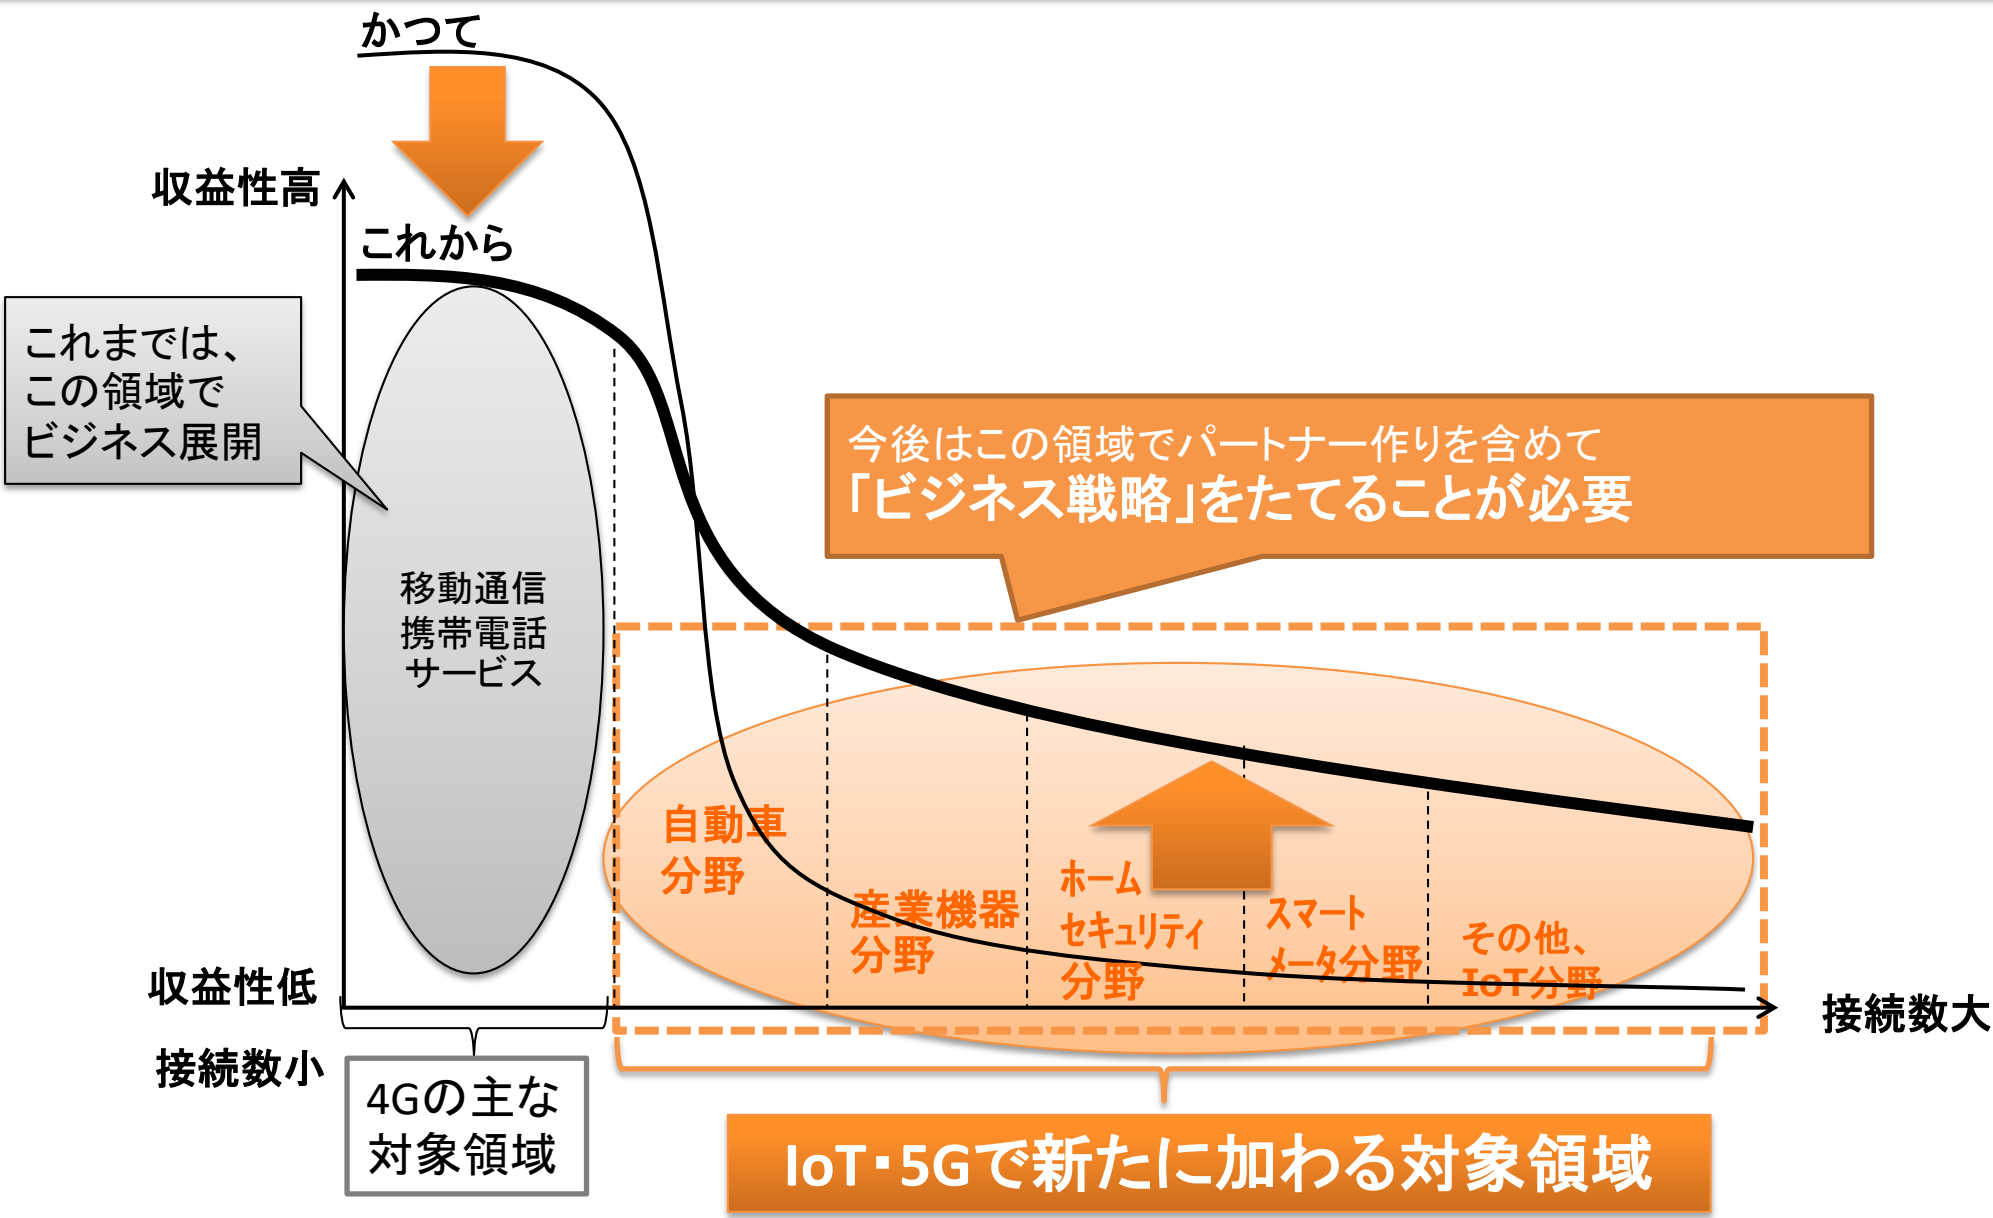 かつて
収益性高
これから
これまでは、
この領域で
ビジネス展開
今後はこの領域でパートナー作りを含めて
「ビジネス戦略」をたてることが必要
移動通信
携帯電話
サービス
自動車
分野
産業機器
分野
ホーム
セキュリティ
分野
スマート
メータ分野
その他、
IoT分野
収益性低
接続数大
接続数小
4Gの主な
対象領域
IoT・5Gで新たに加わる対象領域